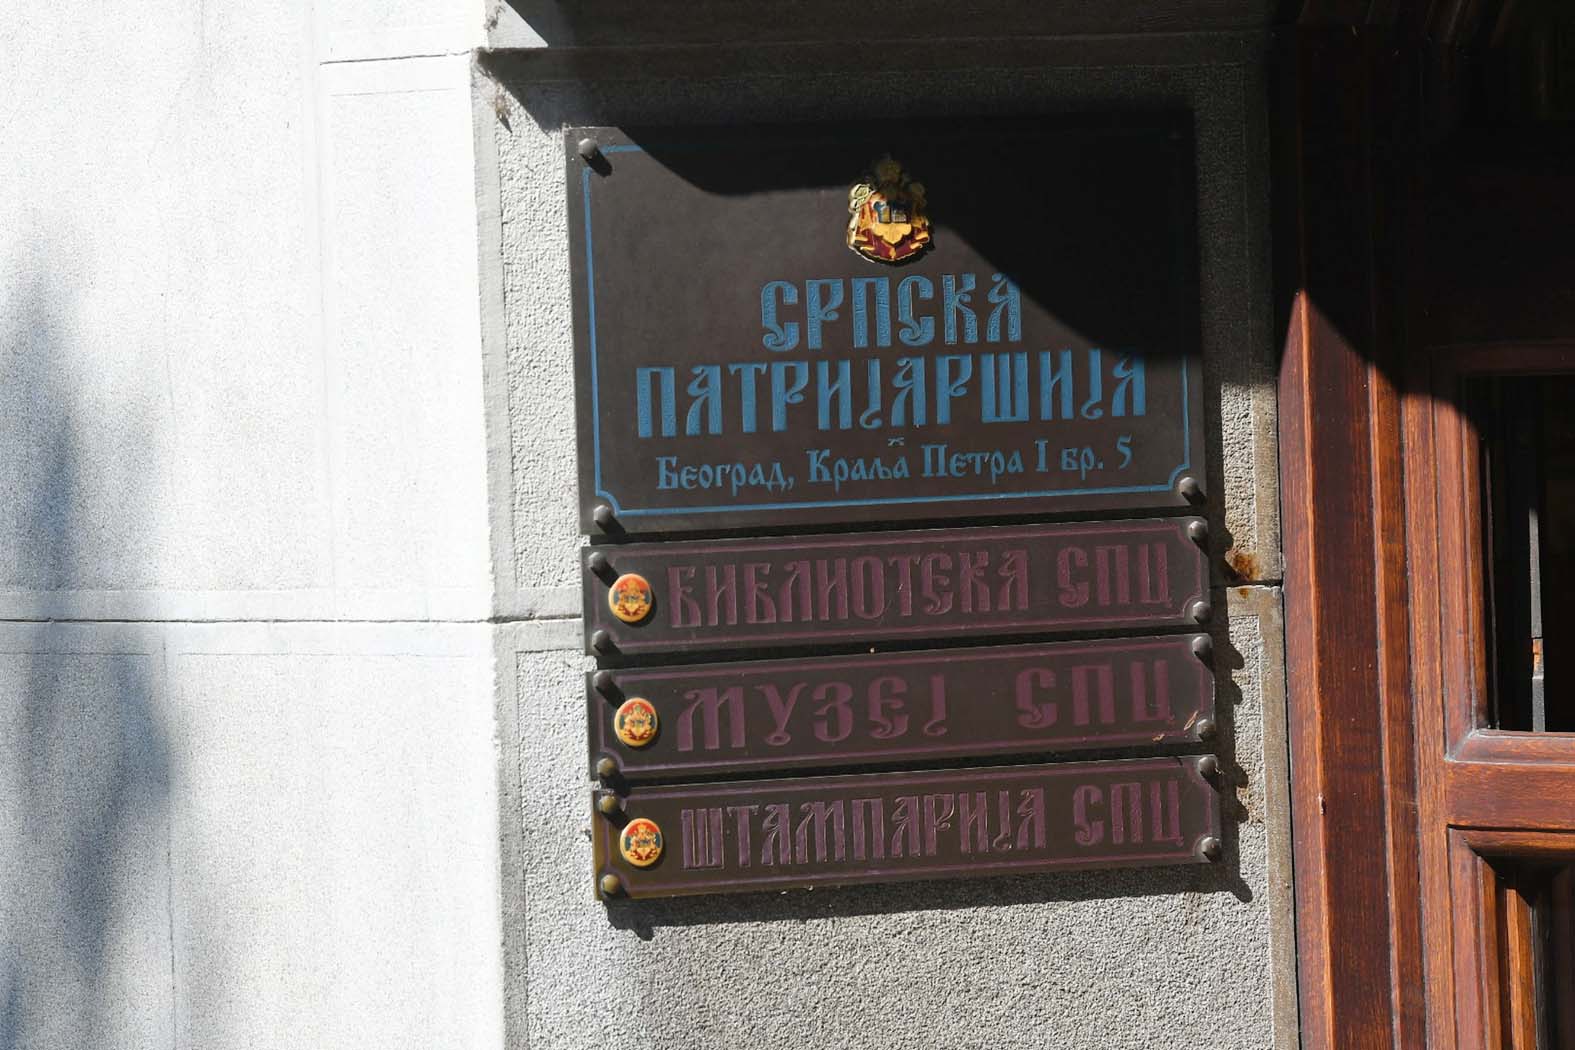 СРПСКА
ПАТРИЈАРШИЈА
Београд, Краља Петра I бр. 5
БИБЛИОТЕКА СПЦ
МУЗЕЈ СПЦ
ШТАМПАРИЈА СПЦ